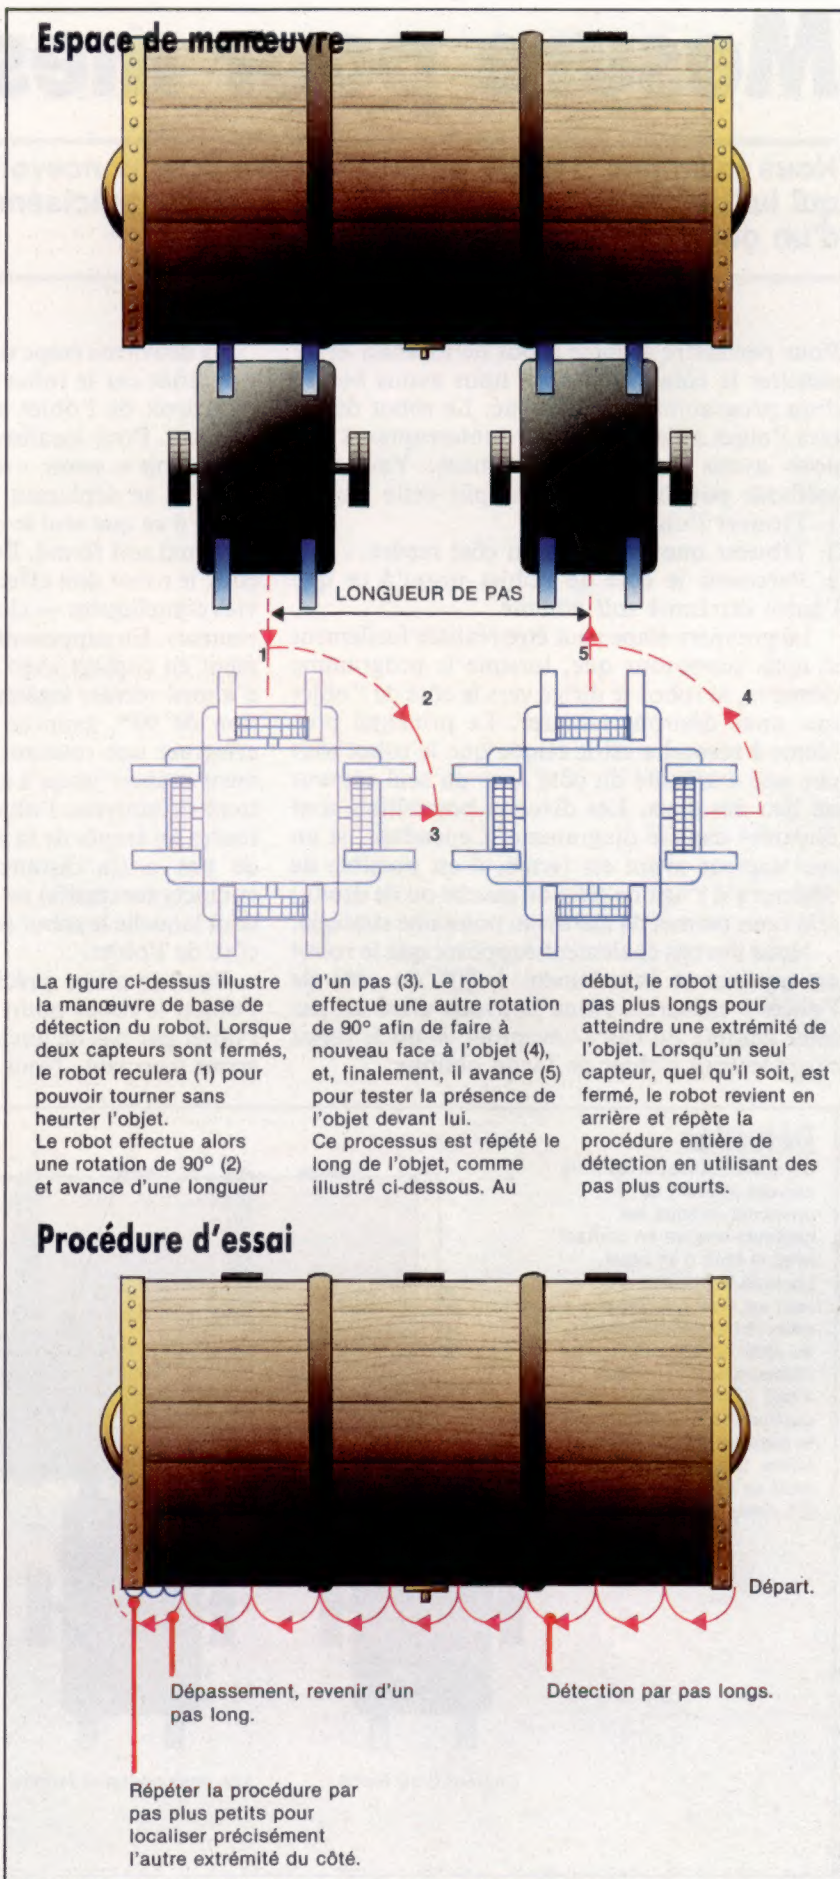 Espace de manœuvre
LONGUEUR DE PAS
1
5
2
4
3
La figure ci-dessus illustre
la manœuvre de base de
détection du robot. Lorsque
deux capteurs sont fermés,
le robot reculera (1) pour
pouvoir tourner sans
heurter l'objet.
Le robot effectue alors
une rotation de 90° (2)
et avance d'une longueur
d'un pas (3). Le robot
effectue une autre rotation
de 90° afin de faire à
nouveau face à l'objet (4),
et, finalement, il avance (5)
pour tester la présence de
l'objet devant lui.
Ce processus est répété le
long de l'objet, comme
illustré ci-dessous. Au
début, le robot utilise des
pas plus longs pour
atteindre une extrémité de
l'objet. Lorsqu'un seul
capteur, quel qu'il soit, est
fermé, le robot revient en
arrière et répète la
procédure entière de
détection en utilisant des
pas plus courts.
Procédure d'essai
Départ.
Dépassement, revenir d'un
pas long.
Détection par pas longs.
Répéter la procédure par
pas plus petits pour
localiser précisément
l'autre extrémité du côté.